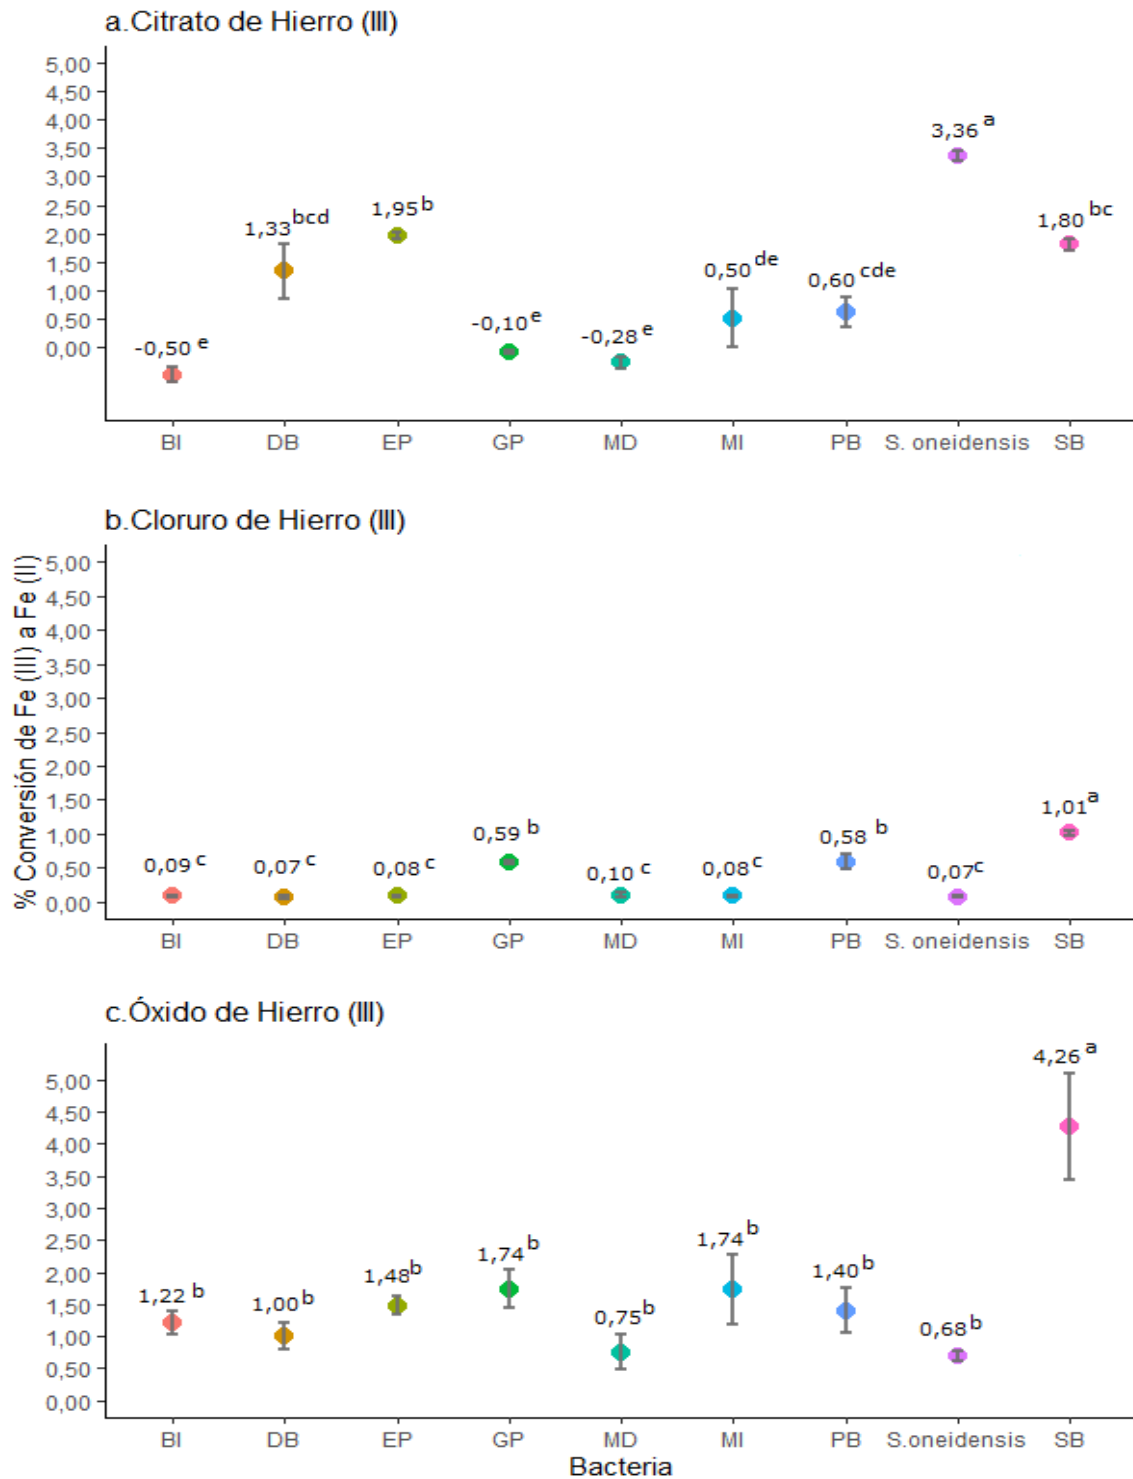 a.Citrato de Hierro (III)
5,00
4,50
4,00
3,50
3,00
2,50
2,00
1,50
1,00
0,50
0,00
-0,50 e
1,33 bcd
1,95 b
-0,10 e
-0,28 e
0,50 de
0,60 cde
3,36 a
1,80 bc
BI DB EP GP MD MI PB S. oneidensis SB
b.Cloruro de Hierro (III)
% Conversión de Fe (III) a Fe (II)
5,00
4,50
4,00
3,50
3,00
2,50
2,00
1,50
1,00
0,50
0,00
0,09 c
0,07 c
0,08 c
0,59 b
0,10 c
0,08 c
0,58 b
0,07 c
1,01 a
BI DB EP GP MD MI PB S. oneidensis SB
c.Óxido de Hierro (III)
5,00
4,50
4,00
3,50
3,00
2,50
2,00
1,50
1,00
0,50
0,00
1,22 b
1,00 b
1,48 b
1,74 b
0,75 b
1,74 b
1,40 b
0,68 b
4,26 a
BI DB EP GP MD MI PB S.oneidensis SB
Bacteria